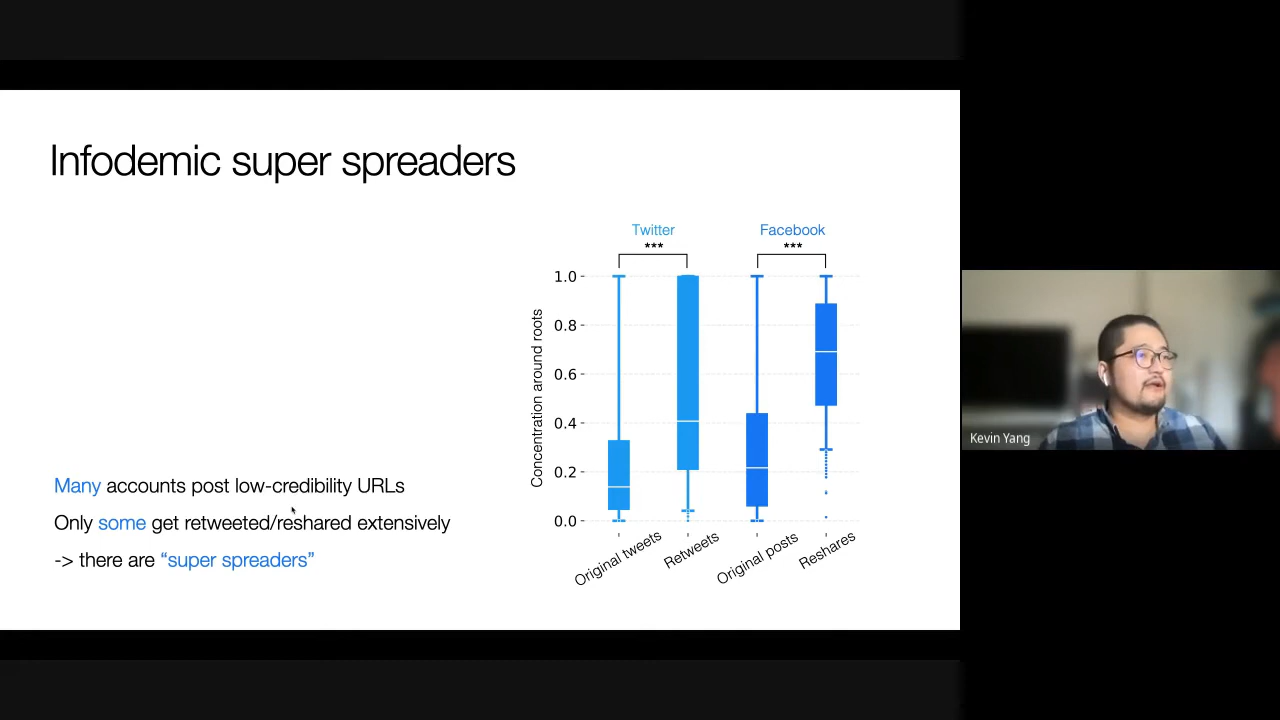 Infodemic super spreaders
Twitter
Facebook
***
***
1.0
0.8
0.6
0.4
0.2
0.0
Concentration around roots
Original tweets
Retweets
Original posts
Reshares
Many accounts post low-credibility URLs
Only some get retweeted/reshared extensively
-> there are “super spreaders”
Kevin Yang